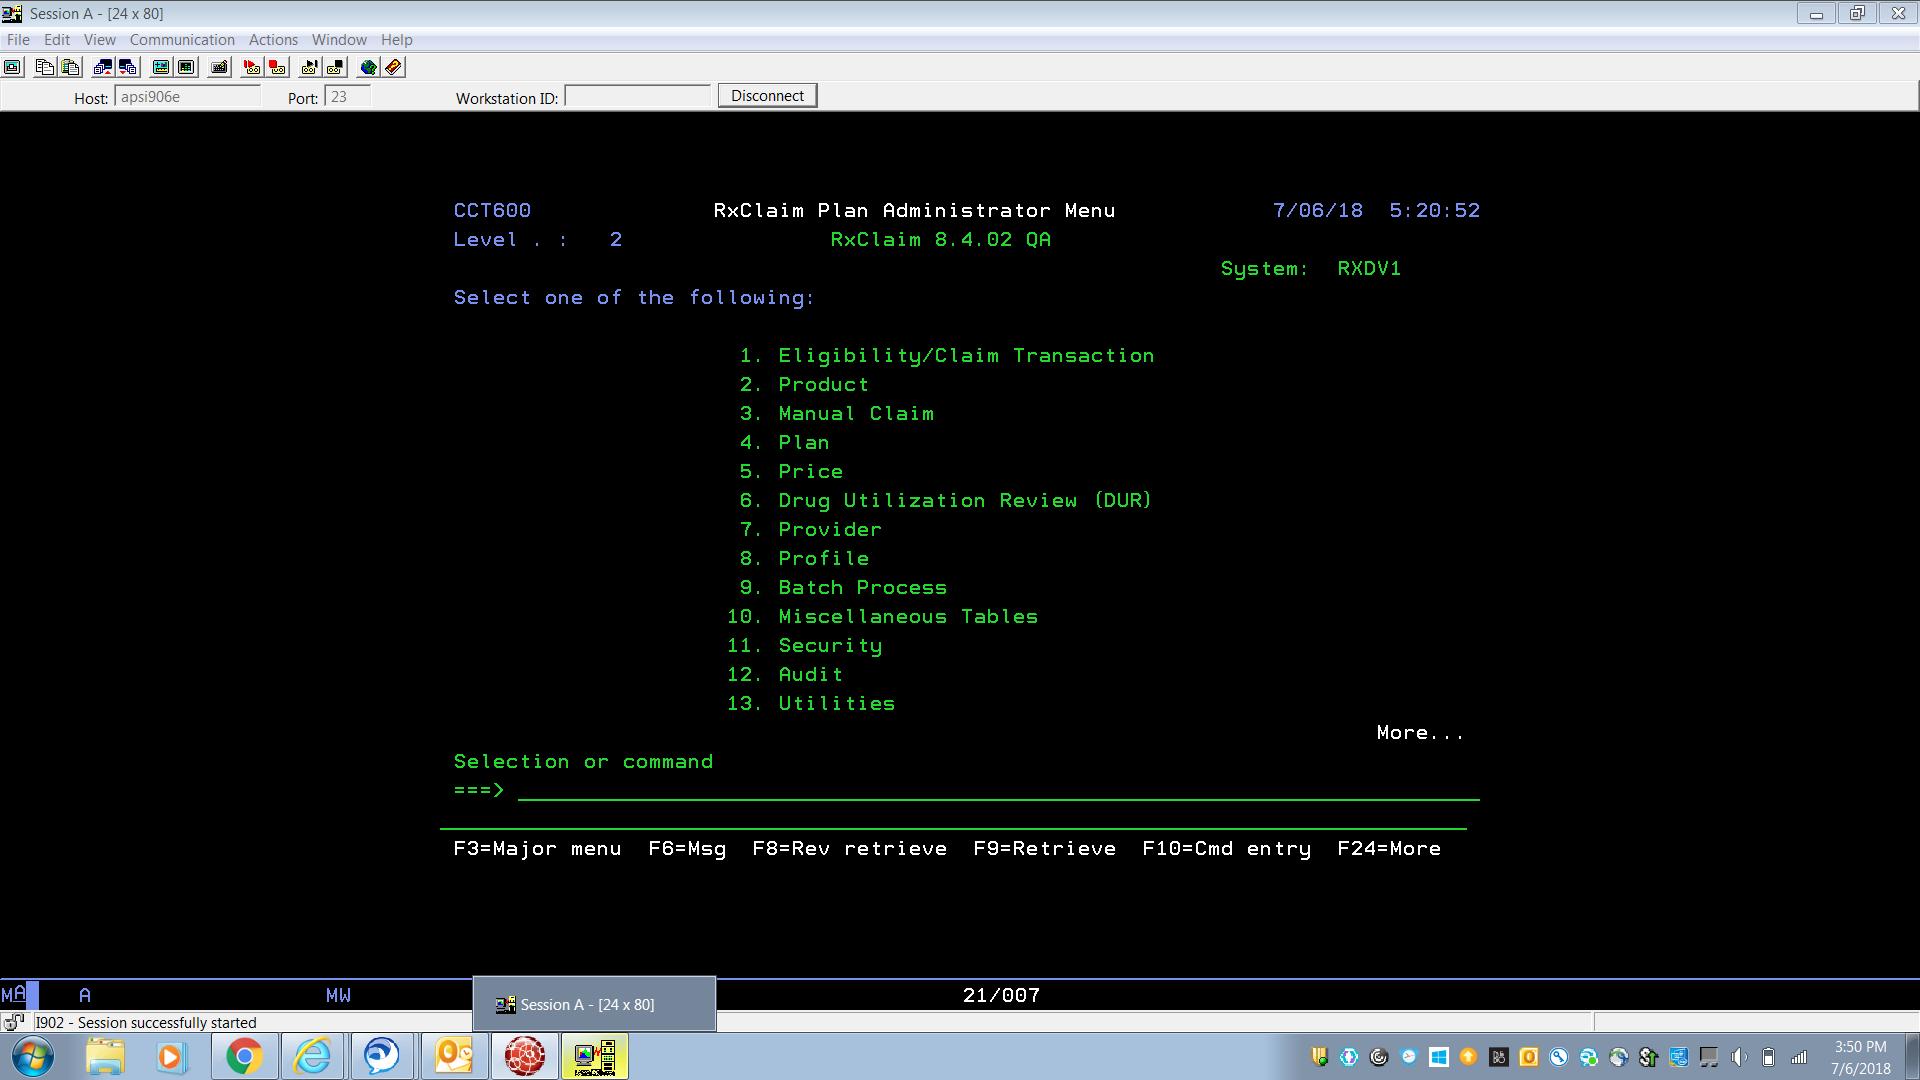 Session A - [24 x 80]
File Edit View Communication Actions Window Help
Host: apsi906e Port: 23 Workstation ID: Disconnect
CCT600 RxClaim Plan Administrator Menu 7/06/18 5:20:52
Level . : 2 RxClaim 8.4.02 QA
System: RXDV1
Select one of the following:
1. Eligibility/Claim Transaction
2. Product
3. Manual Claim
4. Plan
5. Price
6. Drug Utilization Review (DUR)
7. Provider
8. Profile
9. Batch Process
10. Miscellaneous Tables
11. Security
12. Audit
13. Utilities
More...
Selection or command
===>
F3=Major menu F6=Msg F8=Rev retrieve F9=Retrieve F10=Cmd entry F24=More
MA A MW 21/007
Session A - [24 x 80]
I902 - Session successfully started
3:50 PM
7/6/2018